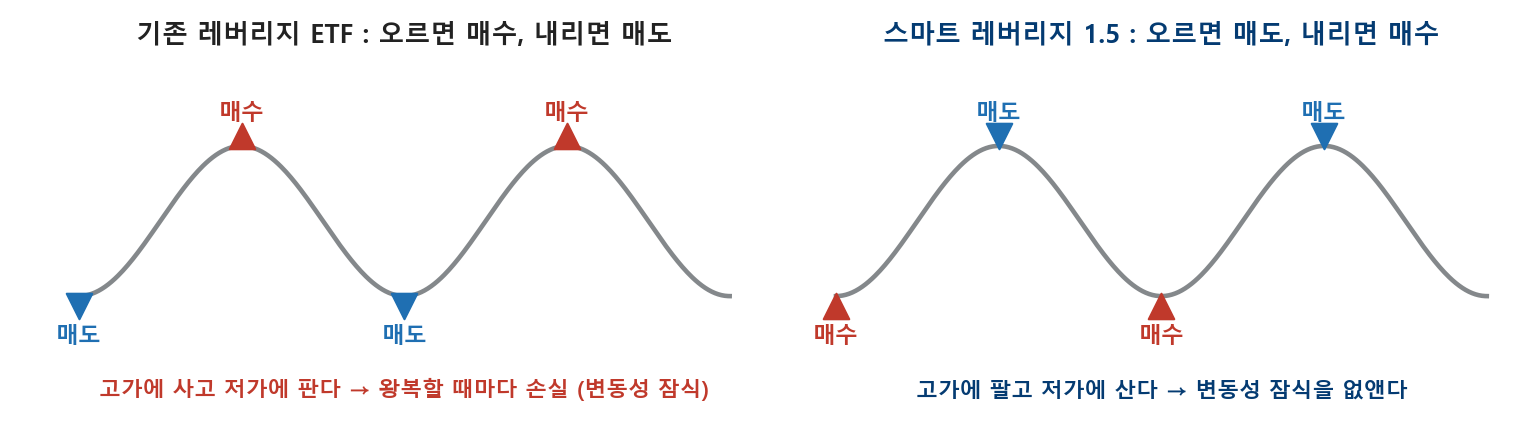 기존 레버리지 ETF : 오르면 매수, 내리면 매도
매수
매수
매도
매도
고가에 사고 저가에 판다 → 왕복할 때마다 손실 (변동성 잠식)
스마트 레버리지 1.5 : 오르면 매도, 내리면 매수
매도
매도
매수
매수
고가에 팔고 저가에 산다 → 변동성 잠식을 없앤다